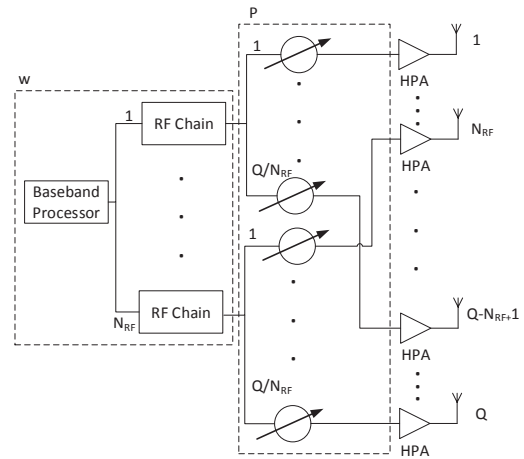 P
w
1
1
HPA
1
RF Chain
N_RF
HPA
Q/N_RF
Baseband
Processor
1
Q-N_RF+1
N_RF
RF Chain
HPA
Q/N_RF
Q
HPA